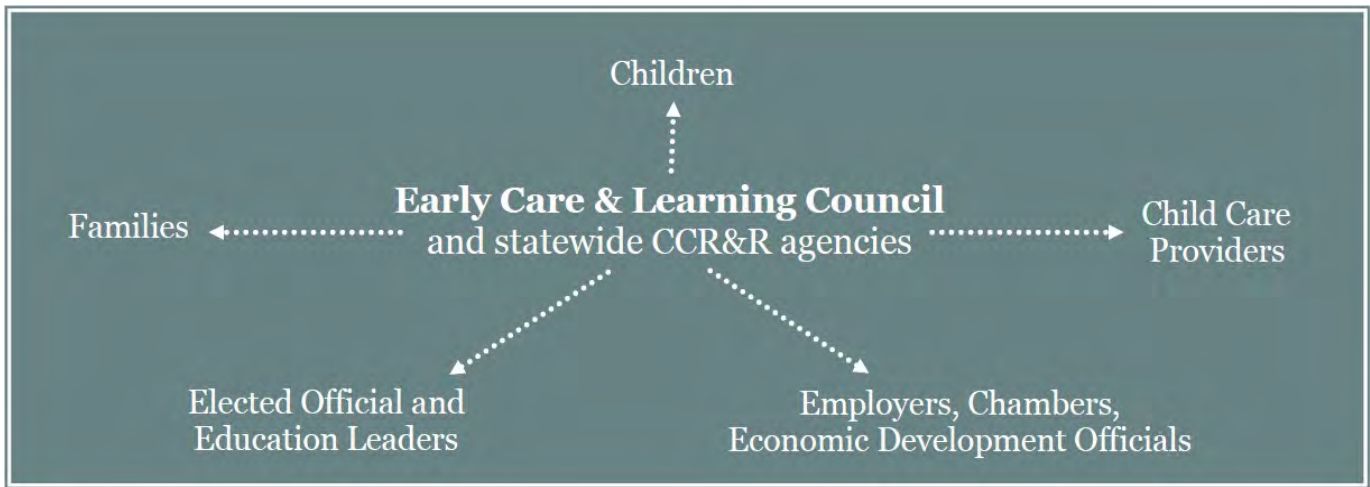 Children
Early Care & Learning Council
and statewide CCR&R agencies
Families
Child Care
Providers
Elected Official and
Education Leaders
Employers, Chambers,
Economic Development Officials